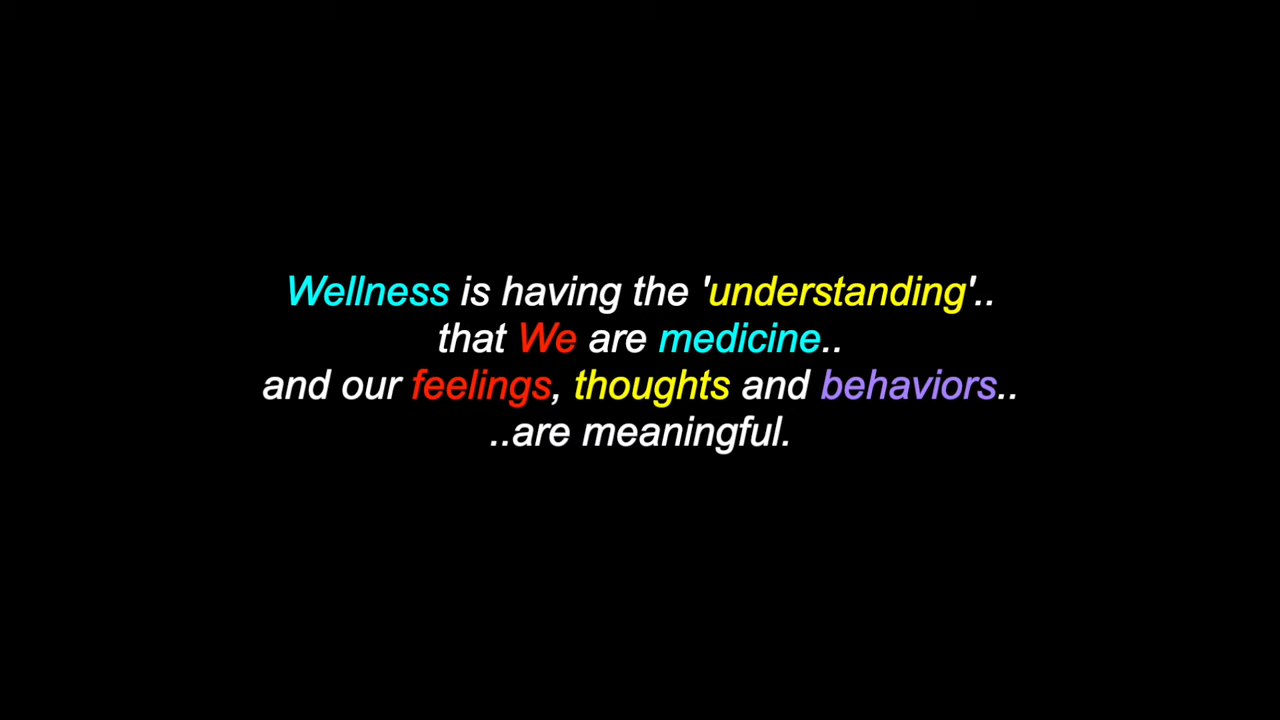 Wellness is having the 'understanding'..
that We are medicine..
and our feelings, thoughts and behaviors..
..are meaningful.